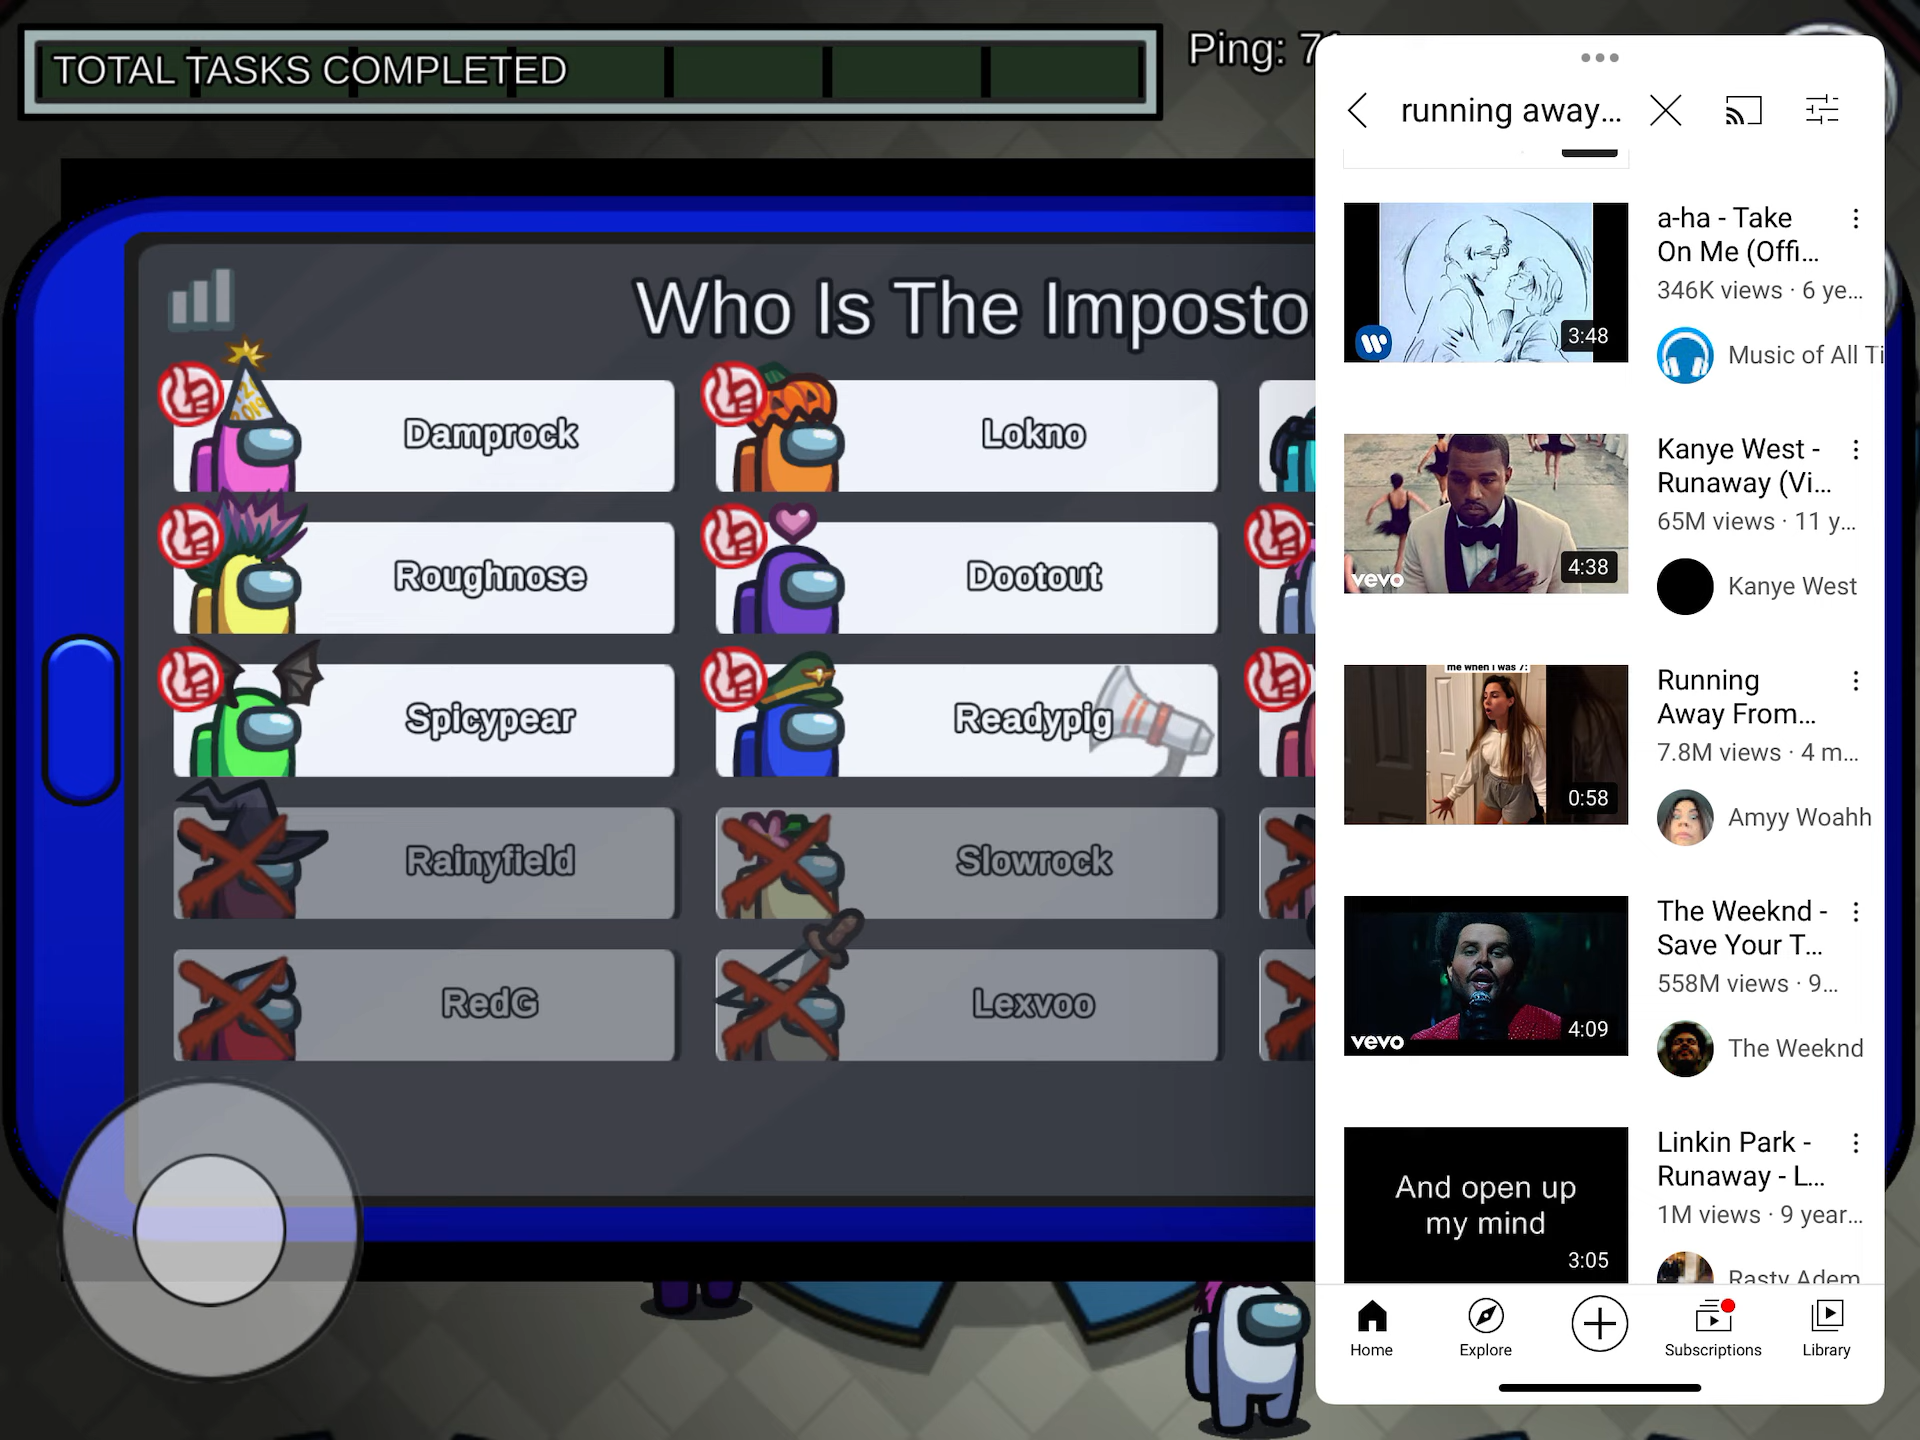 TOTAL TASKS COMPLETED
Ping: 7
Who Is The Imposto
Damprock
Lokno
Roughnose
Dootout
Spicypear
Readypig
Rainyfield
Slowrock
RedG
Lexvoo
running away...
a-ha - Take
On Me (Offi...
346K views · 6 ye...
3:48
Music of All Ti
Kanye West -
Runaway (Vi...
65M views · 11 y...
vevo
4:38
Kanye West
me when I was 7:
Running
Away From...
7.8M views · 4 m...
0:58
Amyy Woahh
The Weeknd -
Save Your T...
558M views · 9...
vevo
4:09
The Weeknd
Linkin Park -
Runaway - L...
1M views · 9 year...
And open up
my mind
3:05
Rasty Adem
Home
Explore
Subscriptions
Library